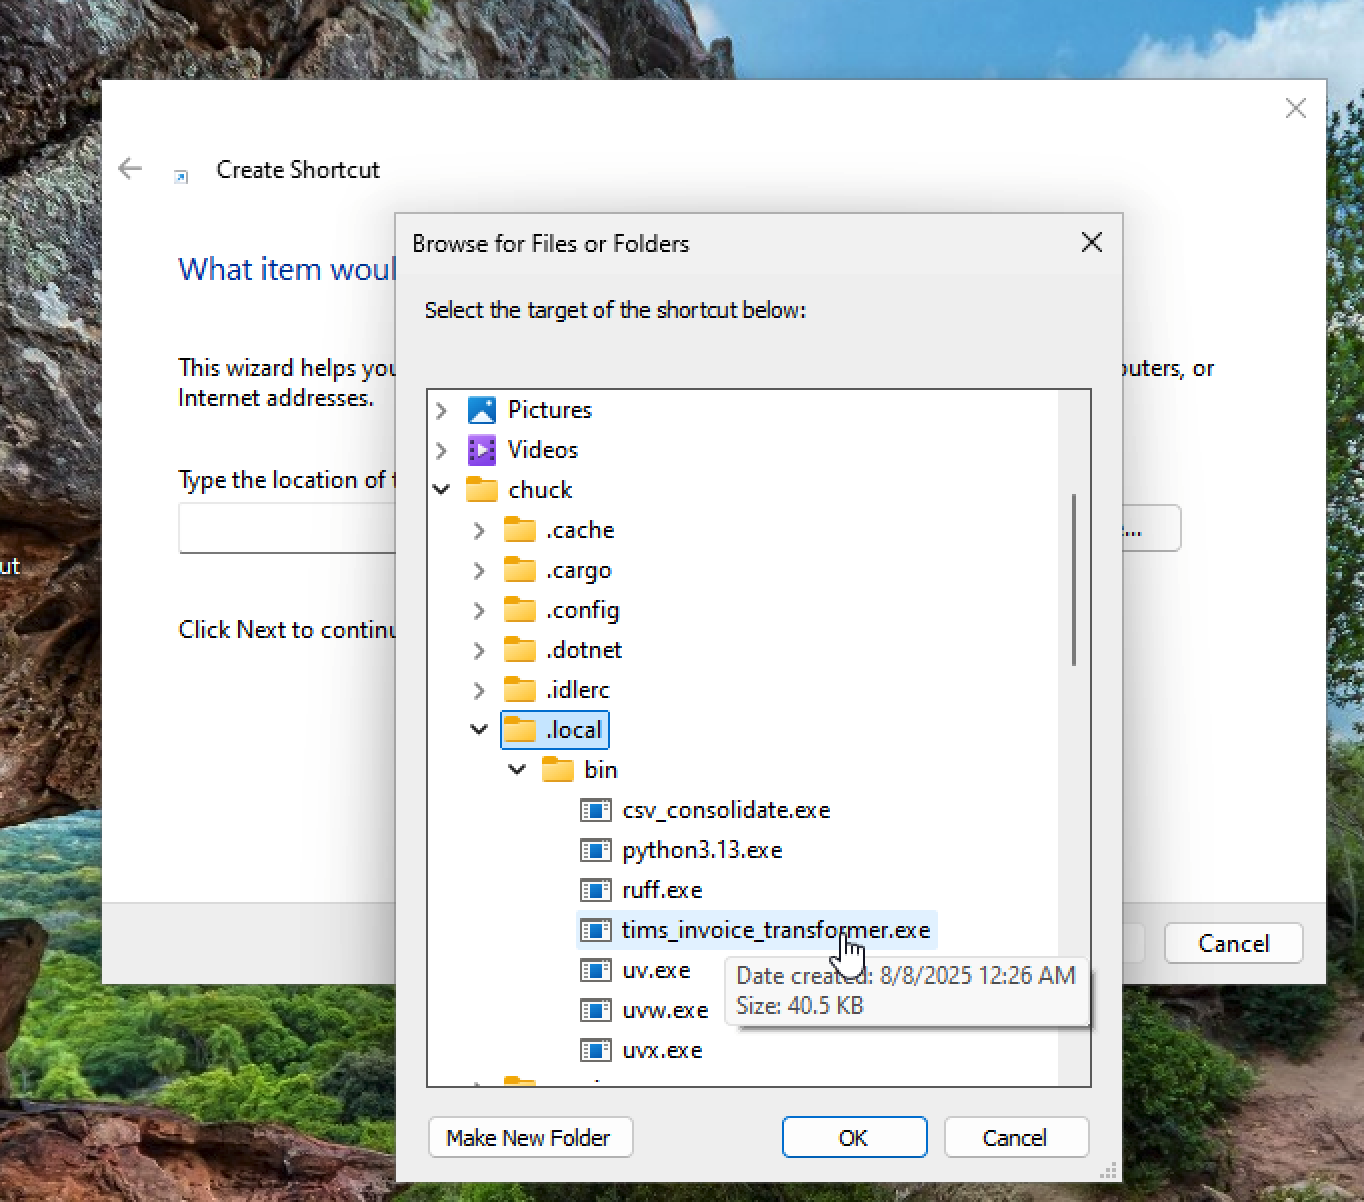 Create Shortcut
Browse for Files or Folders
What item woul
Select the target of the shortcut below:
This wizard helps you
outers, or
Internet addresses.
Type the location of t
e...
Click Next to continu
Pictures
Videos
chuck
.cache
.cargo
.config
.dotnet
.idlerc
.local
bin
csv_consolidate.exe
python3.13.exe
ruff.exe
tims_invoice_transformer.exe
uv.exe
Date created: 8/8/2025 12:26 AM
Size: 40.5 KB
uvw.exe
uvx.exe
ut
Cancel
Make New Folder
OK
Cancel